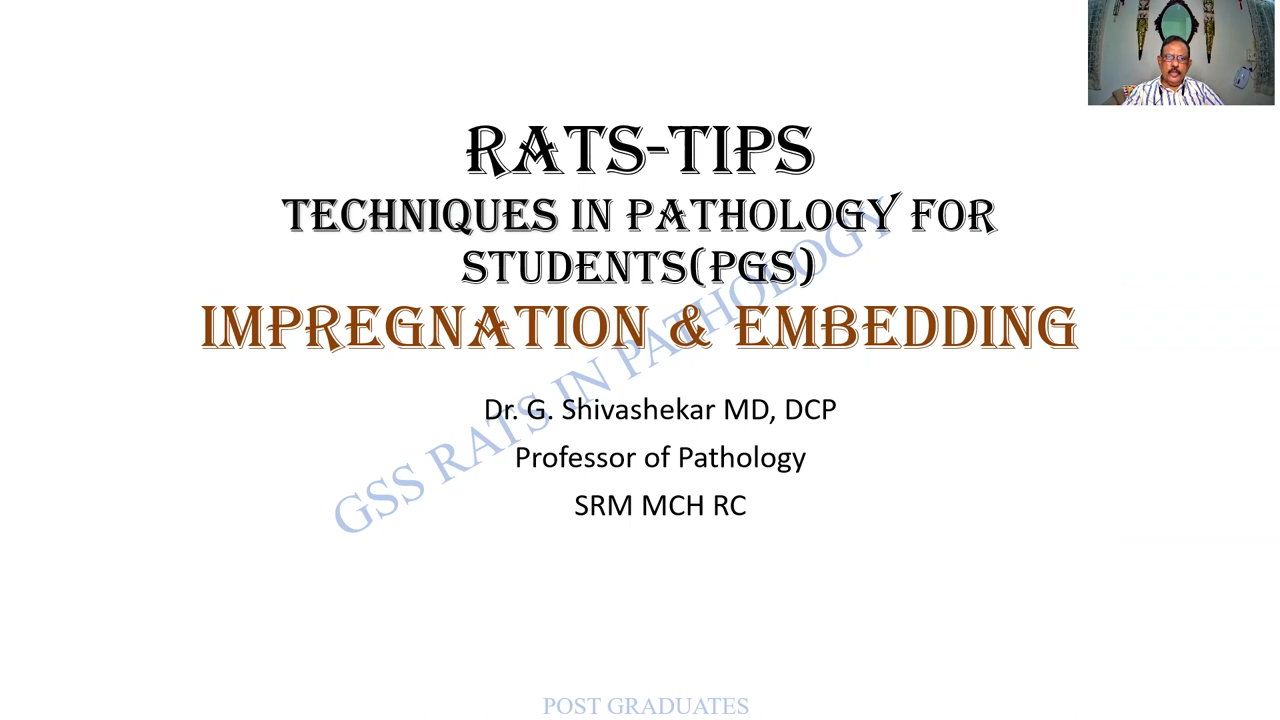 RATS-TIPS
TECHNIQUES IN PATHOLOGY FOR
STUDENTS(PGS)
IMPREGNATION & EMBEDDING
Dr. G. Shivashekar MD, DCP
Professor of Pathology
SRM MCH RC
GSS RATS IN PATHOLOGY
POST GRADUATES